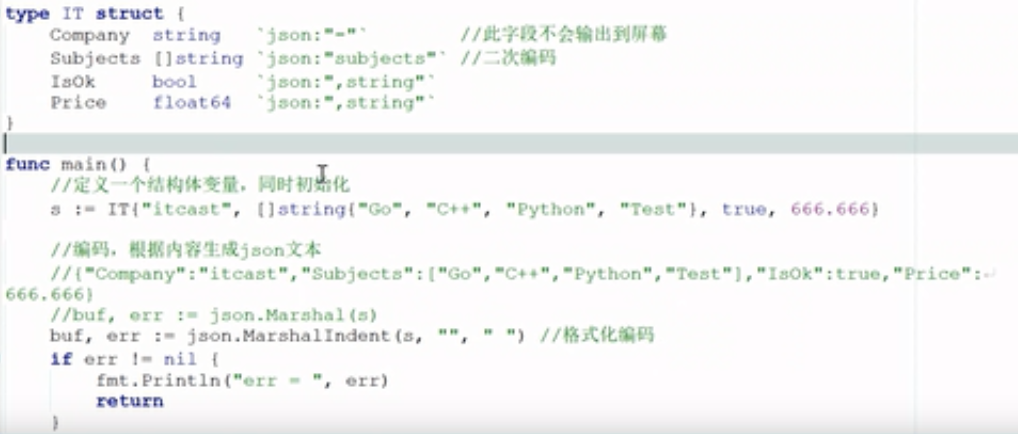 type IT struct {
    Company  string   `json:"-"`        //此字段不会输出到屏幕
    Subjects []string `json:"subjects"` //二次编码
    IsOk     bool     `json:",string"`
    Price    float64  `json:",string"`
}
func main() {
    //定义一个结构体变量，同时初始化
    s := IT{"itcast", []string{"Go", "C++", "Python", "Test"}, true, 666.666}
    //编码，根据内容生成json文本
    //{"Company":"itcast","Subjects":["Go","C++","Python","Test"],"IsOk":true,"Price":
666.666}
    //buf, err := json.Marshal(s)
    buf, err := json.MarshalIndent(s, "", " ") //格式化编码
    if err != nil {
        fmt.Println("err = ", err)
        return
    }